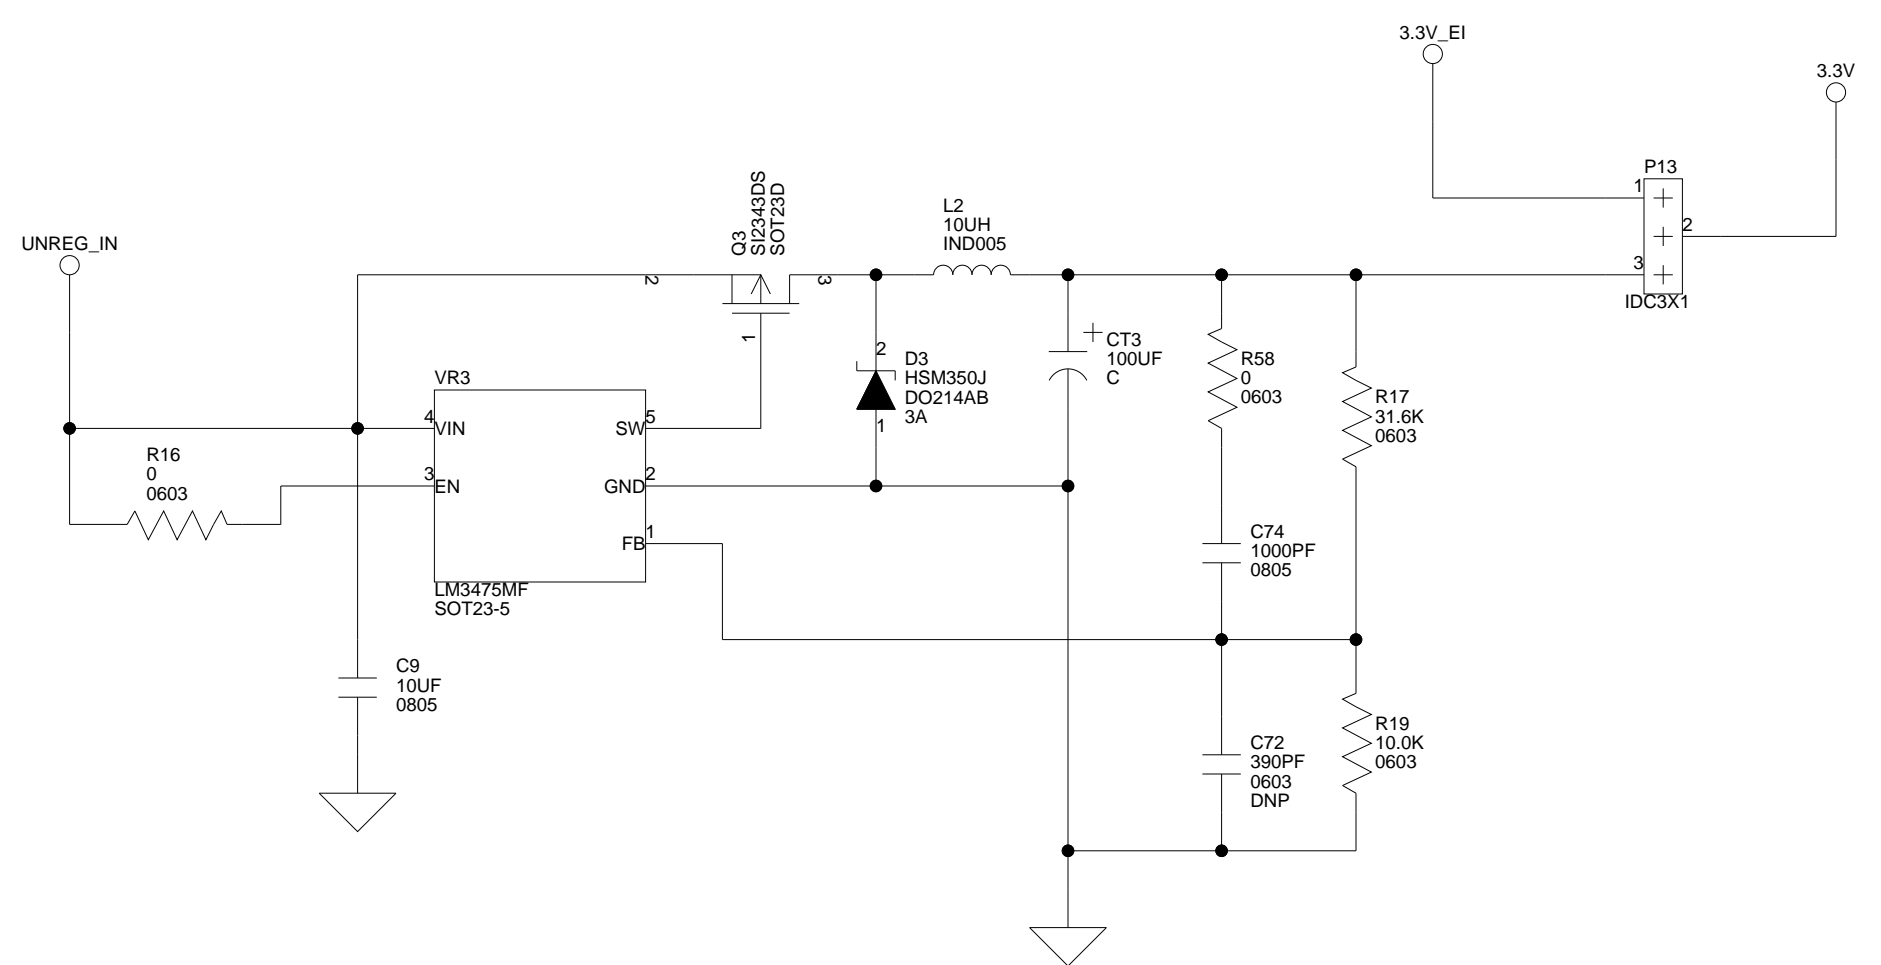 3.3V_EI
3.3V
P13
1
2
3
IDC3X1
UNREG_IN
Q3
SI2343DS
SOT23D
2
3
1
L2
10UH
IND005
VR3
4
VIN
3
EN
5
SW
2
GND
1
FB
LM3475MF
SOT23-5
R16
0
0603
2
D3
HSM350J
DO214AB
3A
1
CT3
100UF
C
R58
0
0603
R17
31.6K
0603
C74
1000PF
0805
C9
10UF
0805
C72
390PF
0603
DNP
R19
10.0K
0603